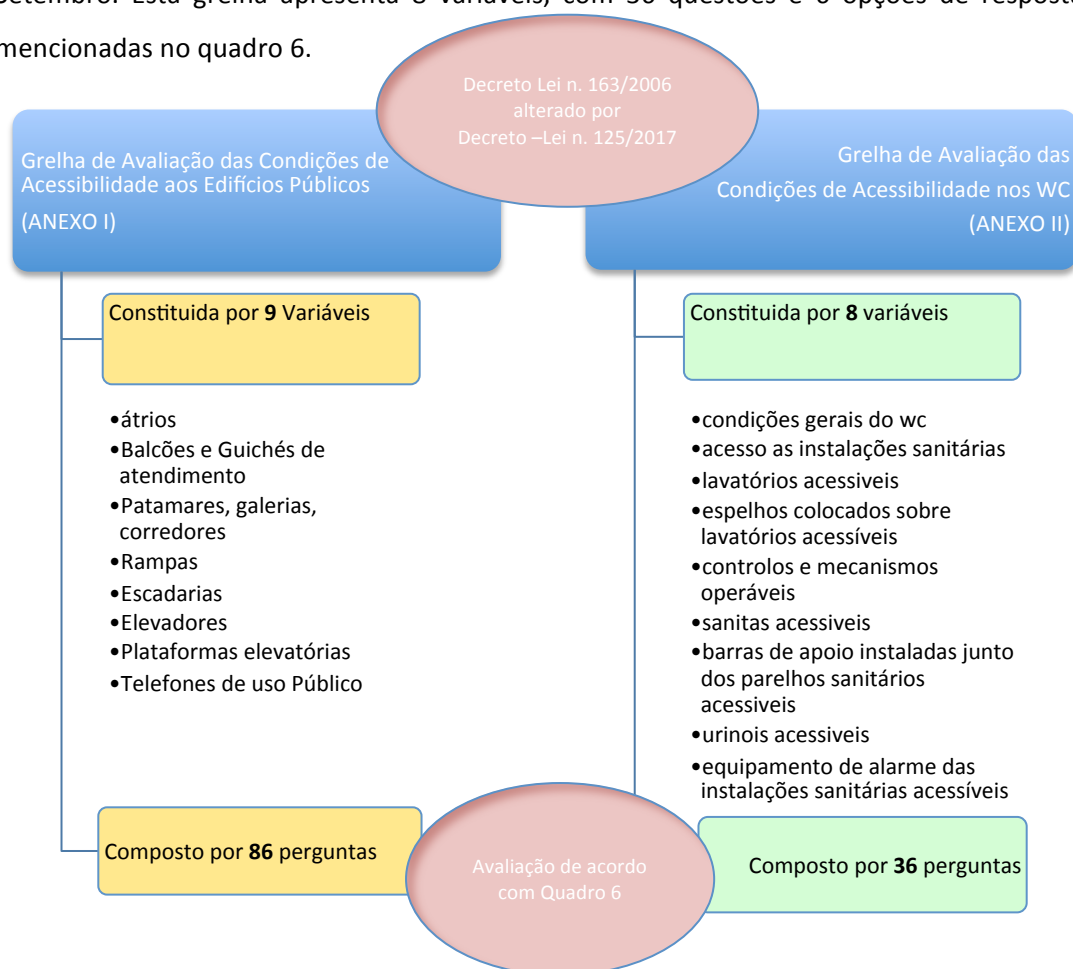 setembro. Esta grelha apresenta 8 variáveis, com 36 questões e 6 opções de resposta
mencionadas no quadro 6.
Decreto Lei n. 163/2006
alterado por
Decreto –Lei n. 125/2017
Grelha de Avaliação das Condições de
Acessibilidade aos Edifícios Públicos
(ANEXO I)
Grelha de Avaliação das
Condições de Acessibilidade nos WC
(ANEXO II)
Constituida por 9 Variáveis
•átrios
•Balcões e Guichés de
atendimento
•Patamares, galerias,
corredores
•Rampas
•Escadarias
•Elevadores
•Plataformas elevatórias
•Telefones de uso Público
Composto por 86 perguntas
Constituida por 8 variáveis
•condições gerais do wc
•acesso as instalações sanitárias
•lavatórios acessiveis
•espelhos colocados sobre
lavatórios acessíveis
•controlos e mecanismos
operáveis
•sanitas acessiveis
•barras de apoio instaladas junto
dos parelhos sanitários
acessiveis
•urinois acessiveis
•equipamento de alarme das
instalações sanitárias acessíveis
Composto por 36 perguntas
Avaliação de acordo
com Quadro 6